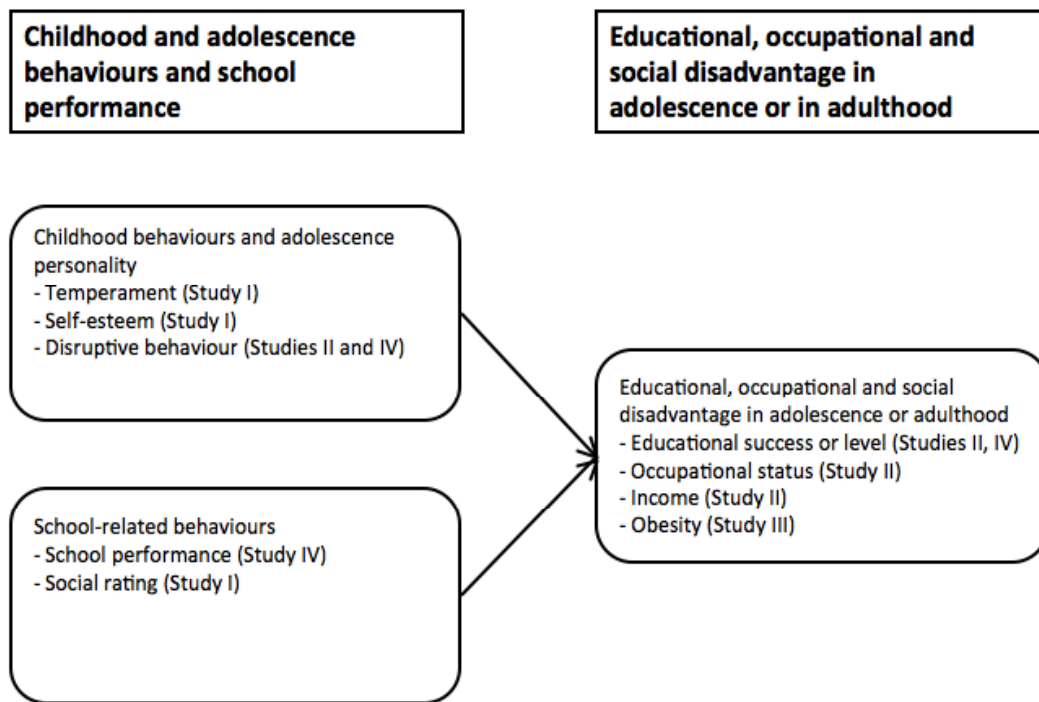 Childhood and adolescence
behaviours and school
performance
Educational, occupational and
social disadvantage in
adolescence or in adulthood
Childhood behaviours and adolescence
personality
- Temperament (Study I)
- Self-esteem (Study I)
- Disruptive behaviour (Studies II and IV)
Educational, occupational and social
disadvantage in adolescence or adulthood
- Educational success or level (Studies II, IV)
- Occupational status (Study II)
- Income (Study II)
- Obesity (Study III)
School-related behaviours
- School performance (Study IV)
- Social rating (Study I)